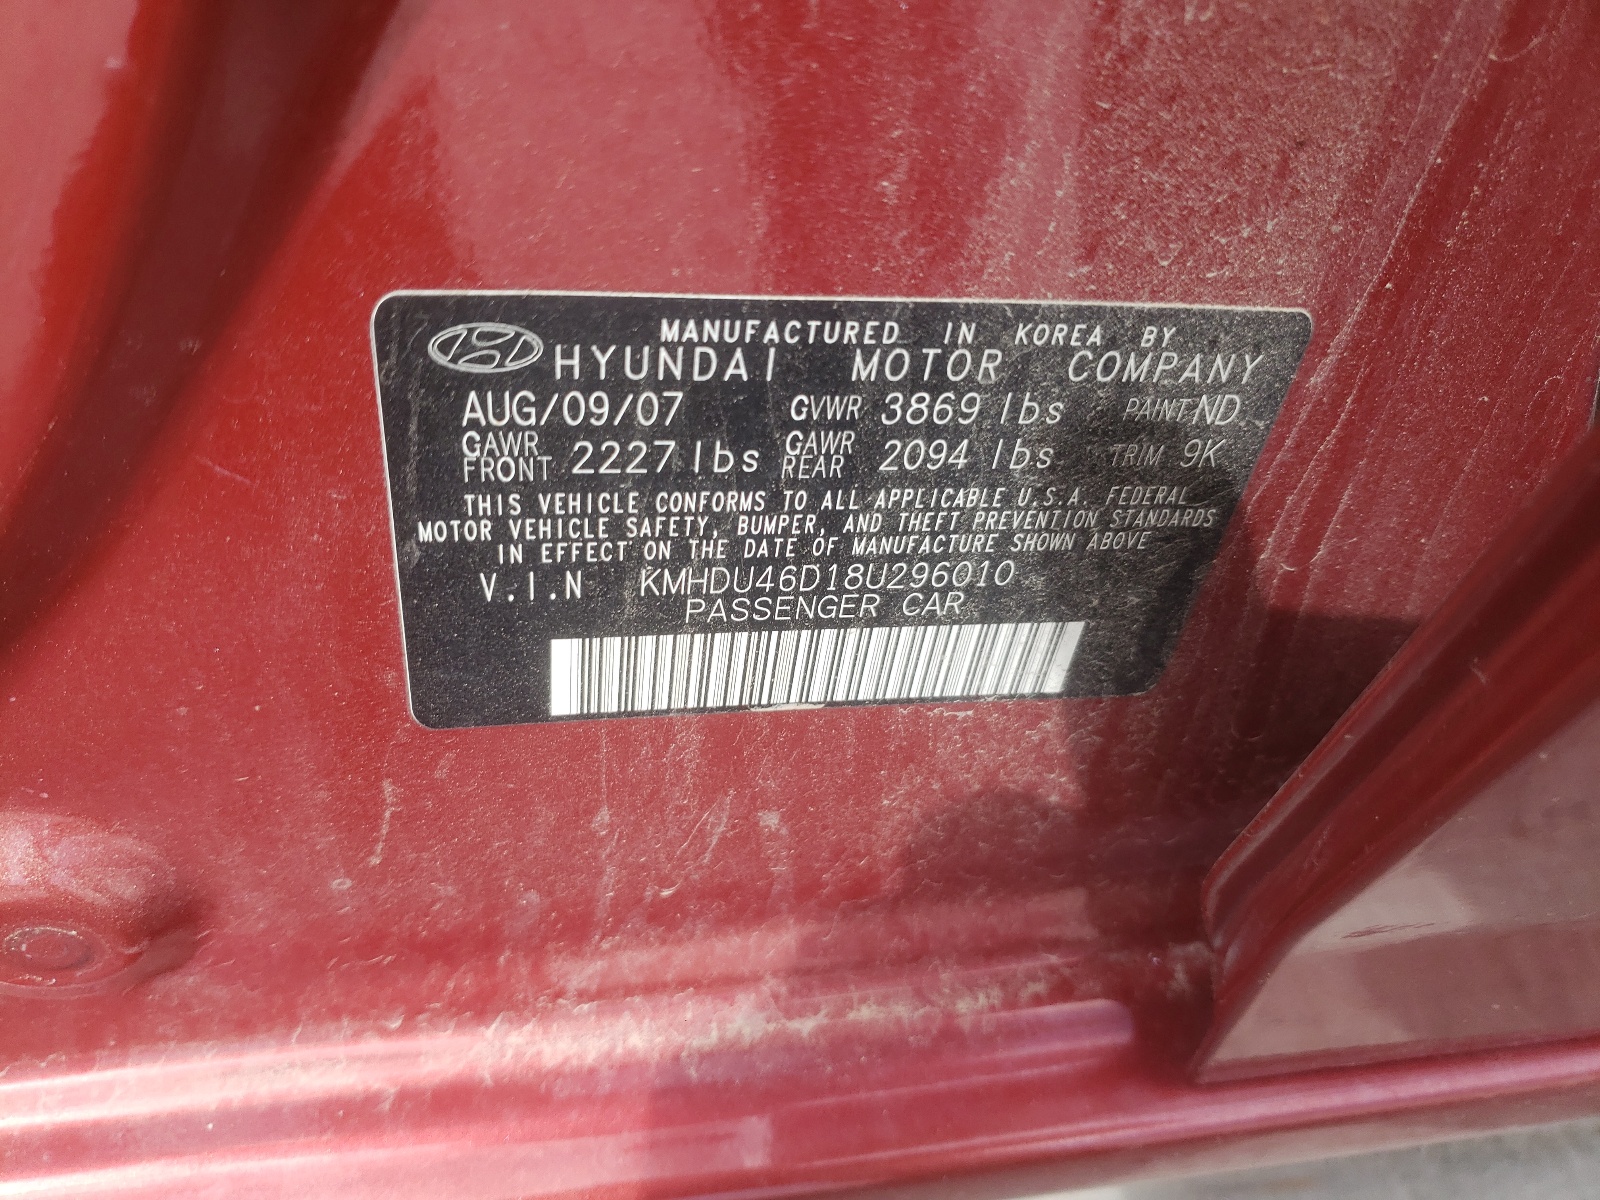 MANUFACTURED IN KOREA BY
HYUNDAI MOTOR COMPANY
AUG/09/07 GVWR 3869 lbs PAINT ND
GAWR FRONT 2227 lbs GAWR REAR 2094 lbs TRIM 9K
THIS VEHICLE CONFORMS TO ALL APPLICABLE U.S.A. FEDERAL
MOTOR VEHICLE SAFETY, BUMPER, AND THEFT PREVENTION STANDARDS
IN EFFECT ON THE DATE OF MANUFACTURE SHOWN ABOVE
V.I.N KMHDU46D18U296010
PASSENGER CAR